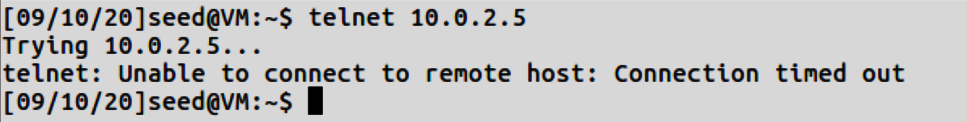 [09/10/20]seed@VM:~$ telnet 10.0.2.5
Trying 10.0.2.5...
telnet: Unable to connect to remote host: Connection timed out
[09/10/20]seed@VM:~$